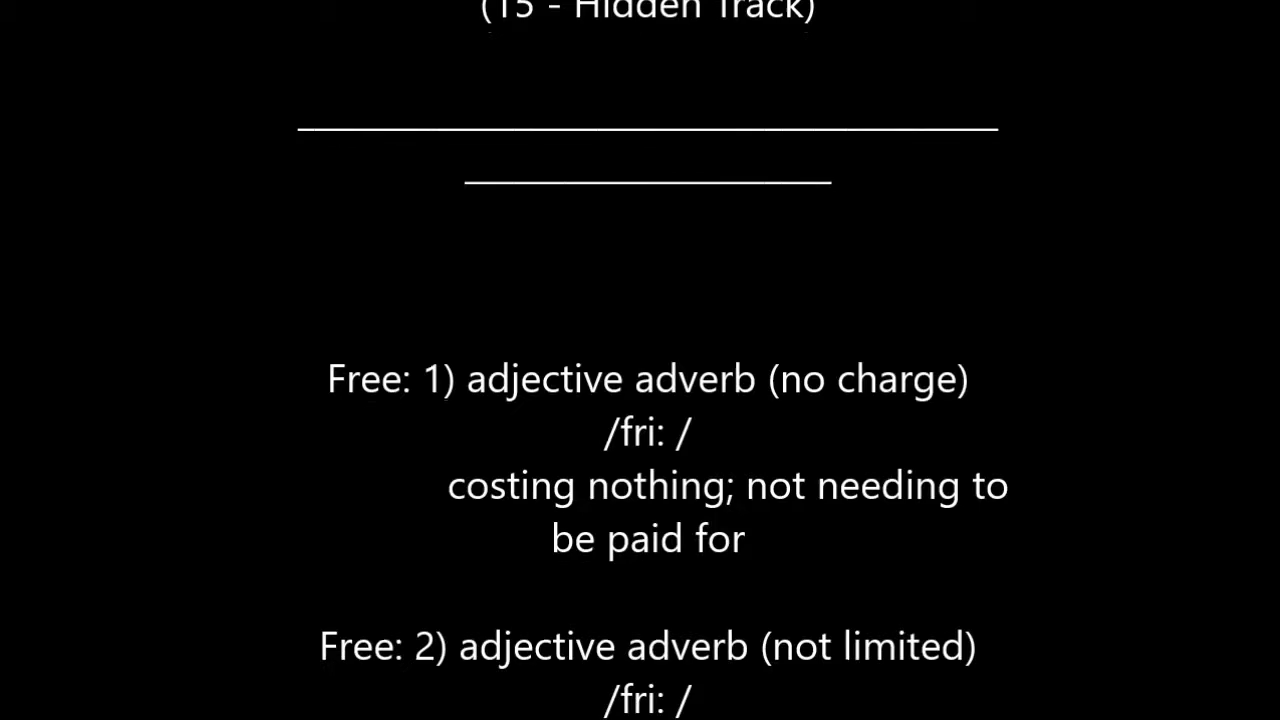 (15 - Hidden Track)
Free: 1) adjective adverb (no charge)
/fri: /
costing nothing; not needing to
be paid for
Free: 2) adjective adverb (not limited)
/fri: /